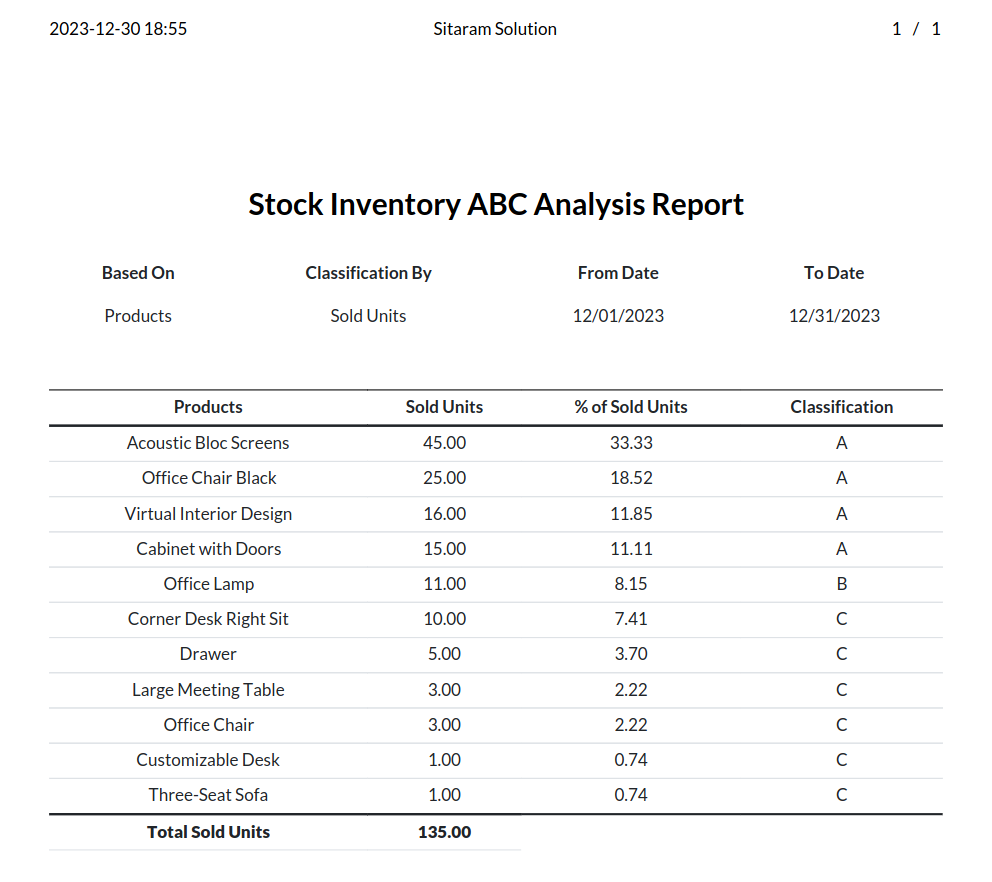 2023-12-30 18:55 Sitaram Solution 1 / 1
Stock Inventory ABC Analysis Report
Based On Classification By From Date To Date
Products Sold Units 12/01/2023 12/31/2023
Products Sold Units % of Sold Units Classification
Acoustic Bloc Screens 45.00 33.33 A
Office Chair Black 25.00 18.52 A
Virtual Interior Design 16.00 11.85 A
Cabinet with Doors 15.00 11.11 A
Office Lamp 11.00 8.15 B
Corner Desk Right Sit 10.00 7.41 C
Drawer 5.00 3.70 C
Large Meeting Table 3.00 2.22 C
Office Chair 3.00 2.22 C
Customizable Desk 1.00 0.74 C
Three-Seat Sofa 1.00 0.74 C
Total Sold Units 135.00